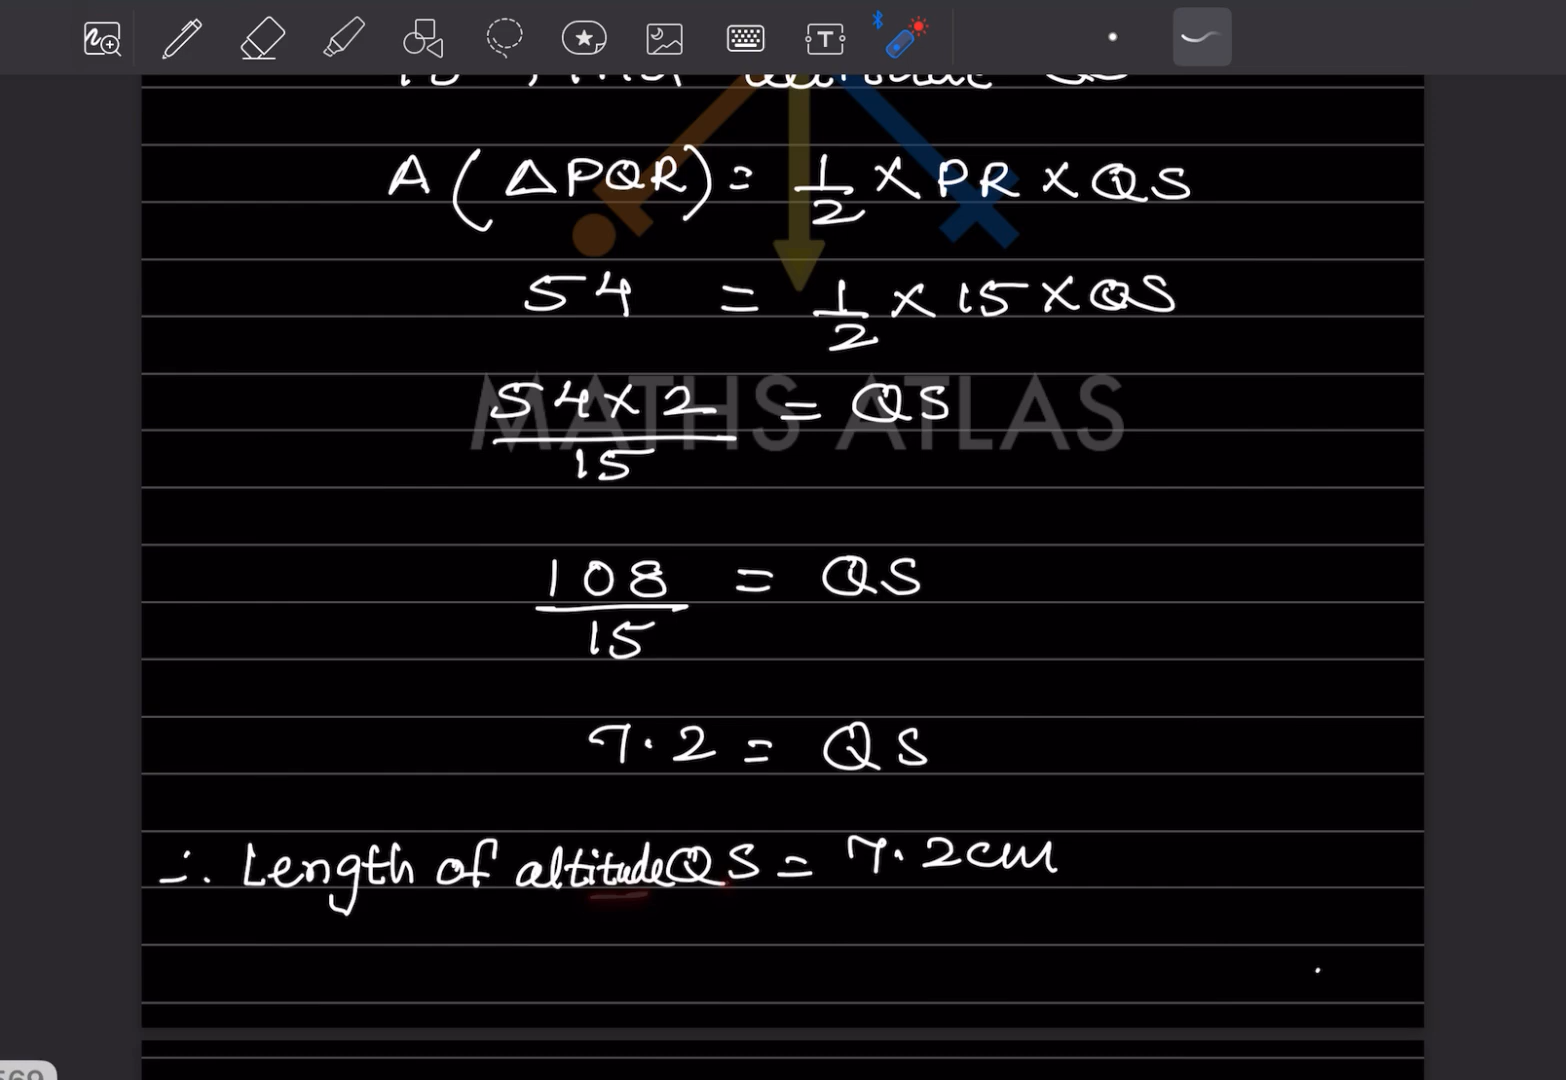 A(△PQR) = 1/2 × PR × QS
54 = 1/2 × 15 × QS
MATHS ATLAS
54×2/15 = QS
108/15 = QS
7.2 = QS
∴ Length of altitude QS = 7.2cm